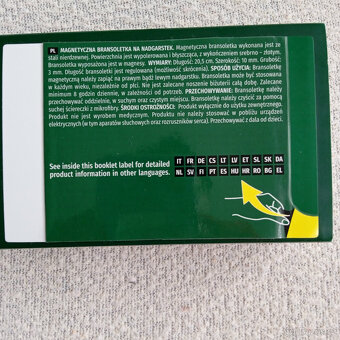 PL MAGNETYCZNA BRANSOLETKA NA NADGARSTEK. Magnetyczna bransoletka wykonana jest ze
stali nierdzewnej. Powierzchnia jest wypolerowana i błyszcząca, z wykończeniem srebrno – złotym.
Bransoletka wyposażona jest w magnesy. WYMIARY: Długość: 20,5 cm. Szerokość: 10 mm. Grubość:
3 mm. Długość bransoletki jest regulowana (możliwość skrócenia). SPOSÓB UŻYCIA: Bransoletkę
magnetyczną należy zapiąć na prawym bądź lewym nadgarstku. Bransoletka może być stosowana
w każdym wieku, niezależnie od płci. Nie jest zalecane noszenie biżuterii całą dobę. Zalecane
minimum 8 godzin dziennie, w zależności od potrzeb. PRZECHOWYWANIE: Bransoletkę należy
przechowywać oddzielnie, w suchym oraz czystym miejscu. Bransoletkę należy czyścić za pomocą
suchej ściereczki z mikrofibry. ŚRODKI OSTROŻNOŚCI: Produkt wyłącznie do użytku zewnętrznego.
Produkt nie jest wyrobem medycznym. Produktu nie należy stosować w pobliżu urządzeń
elektrycznych (w tym aparatów słuchowych oraz rozruszników serca). Przechowywać z dala od dzieci.
See inside this booklet label for detailed
product information in other languages.
IT FR DE CS LT LV ET SL SK DA
NL SV FI PT ES HU HR RO BG EL